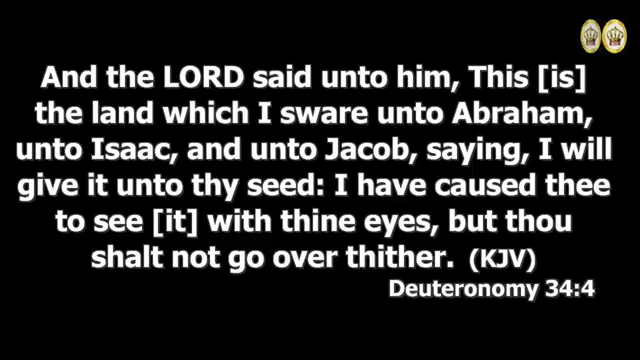 And the LORD said unto him, This [is]
the land which I sware unto Abraham,
unto Isaac, and unto Jacob, saying, I will
give it unto thy seed: I have caused thee
to see [it] with thine eyes, but thou
shalt not go over thither. (KJV)
Deuteronomy 34:4